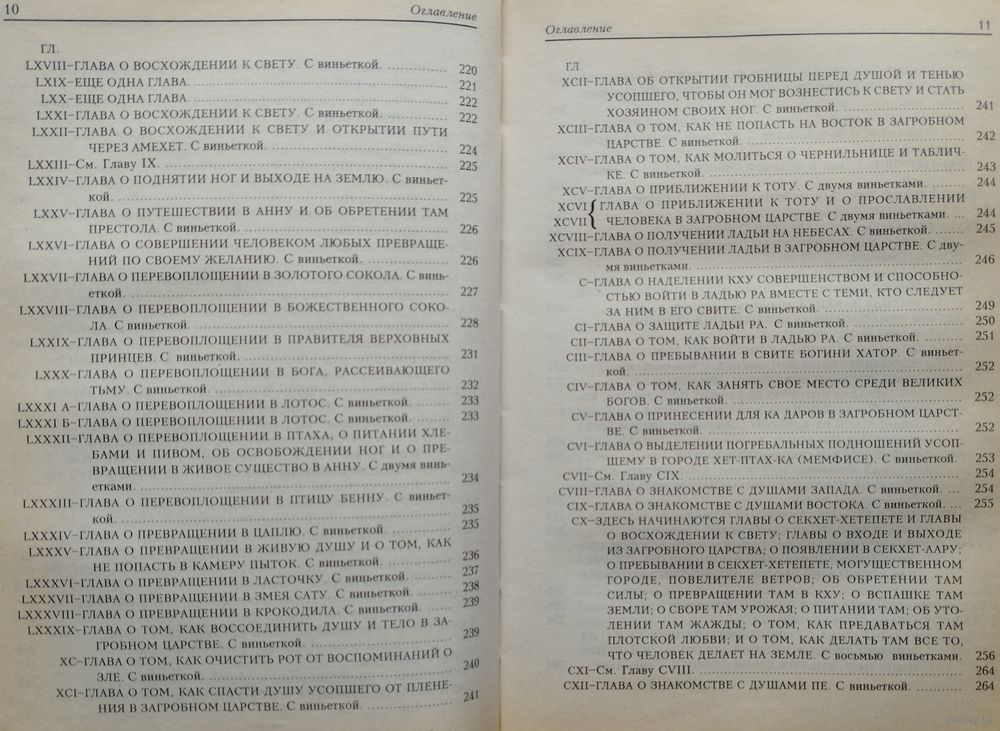 10
Оглавление
ГЛ.
LXVIII–ГЛАВА О ВОСХОЖДЕНИИ К СВЕТУ. С виньеткой. ................ 220
LXIX–ЕЩЕ ОДНА ГЛАВА. ................ 221
LXX–ЕЩЕ ОДНА ГЛАВА. ................ 222
LXXI–ГЛАВА О ВОСХОЖДЕНИИ К СВЕТУ. С виньеткой. ................ 222
LXXII–ГЛАВА О ВОСХОЖДЕНИИ К СВЕТУ И ОТКРЫТИИ ПУТИ
ЧЕРЕЗ АМЕХЕТ. С виньеткой. ................ 224
LXXIII–См. Главу IX. ................ 225
LXXIV–ГЛАВА О ПОДНЯТИИ НОГ И ВЫХОДЕ НА ЗЕМЛЮ. С виньет-
кой. ................ 225
LXXV–ГЛАВА О ПУТЕШЕСТВИИ В АННУ И ОБ ОБРЕТЕНИИ ТАМ
ПРЕСТОЛА. С виньеткой. ................ 226
LXXVI–ГЛАВА О СОВЕРШЕНИИ ЧЕЛОВЕКОМ ЛЮБЫХ ПРЕВРАЩЕ-
НИЙ ПО СВОЕМУ ЖЕЛАНИЮ. С виньеткой. ................ 226
LXXVII–ГЛАВА О ПЕРЕВОПЛОЩЕНИИ В ЗОЛОТОГО СОКОЛА. С винь-
еткой. ................ 227
LXXVIII–ГЛАВА О ПЕРЕВОПЛОЩЕНИИ В БОЖЕСТВЕННОГО СОКО-
ЛА. С виньеткой. ................ 228
LXXIX–ГЛАВА О ПЕРЕВОПЛОЩЕНИИ В ПРАВИТЕЛЯ ВЕРХОВНЫХ
ПРИНЦЕВ. С виньеткой. ................ 231
LXXX–ГЛАВА О ПЕРЕВОПЛОЩЕНИИ В БОГА, РАССЕИВАЮЩЕГО
ТЬМУ. С виньеткой. ................ 232
LXXXI А–ГЛАВА О ПЕРЕВОПЛОЩЕНИИ В ЛОТОС. С виньеткой. ........ 233
LXXXI Б–ГЛАВА О ПЕРЕВОПЛОЩЕНИИ В ЛОТОС. С виньеткой. ........ 233
LXXXII–ГЛАВА О ПЕРЕВОПЛОЩЕНИИ В ПТАХА, О ПИТАНИИ ХЛЕ-
БАМИ И ПИВОМ, ОБ ОСВОБОЖДЕНИИ НОГ И О ПРЕ-
ВРАЩЕНИИ В ЖИВОЕ СУЩЕСТВО В АННУ. С двумя винь-
етками. ................ 234
LXXXIII–ГЛАВА О ПЕРЕВОПЛОЩЕНИИ В ПТИЦУ БЕННУ. С виньет-
кой. ................ 235
LXXXIV–ГЛАВА О ПРЕВРАЩЕНИИ В ЦАПЛЮ. С виньеткой. ............ 235
LXXXV–ГЛАВА О ПРЕВРАЩЕНИИ В ЖИВУЮ ДУШУ И О ТОМ, КАК
НЕ ПОПАСТЬ В КАМЕРУ ПЫТОК. С виньеткой. ............ 236
LXXXVI–ГЛАВА О ПРЕВРАЩЕНИИ В ЛАСТОЧКУ. С виньеткой. ........ 237
LXXXVII–ГЛАВА О ПРЕВРАЩЕНИИ В ЗМЕЯ САТУ. С виньеткой. ........ 238
LXXXVIII–ГЛАВА О ПРЕВРАЩЕНИИ В КРОКОДИЛА. С виньеткой. ........ 239
LXXXIX–ГЛАВА О ТОМ, КАК ВОССОЕДИНИТЬ ДУШУ И ТЕЛО В ЗА-
ГРОБНОМ ЦАРСТВЕ. С виньеткой. ................ 239
XC–ГЛАВА О ТОМ, КАК ОЧИСТИТЬ РОТ ОТ ВОСПОМИНАНИЙ О
ЗЛЕ. С виньеткой. ................ 240
XCI–ГЛАВА О ТОМ, КАК СПАСТИ ДУШУ УСОПШЕГО ОТ ПЛЕНЕ-
НИЯ В ЗАГРОБНОМ ЦАРСТВЕ. С виньеткой. ................ 241
Оглавление
11
ГЛ.
XCII–ГЛАВА ОБ ОТКРЫТИИ ГРОБНИЦЫ ПЕРЕД ДУШОЙ И ТЕНЬЮ
УСОПШЕГО, ЧТОБЫ ОН МОГ ВОЗНЕСТИСЬ К СВЕТУ И СТАТЬ
ХОЗЯИНОМ СВОИХ НОГ. С виньеткой. ................ 241
XCIII–ГЛАВА О ТОМ, КАК НЕ ПОПАСТЬ НА ВОСТОК В ЗАГРОБНОМ
ЦАРСТВЕ. С виньеткой. ................ 242
XCIV–ГЛАВА О ТОМ, КАК МОЛИТЬСЯ О ЧЕРНИЛЬНИЦЕ И ТАБЛИЧ-
КЕ. С виньеткой. ................ 243
XCV–ГЛАВА О ПРИБЛИЖЕНИИ К ТОТУ. С двумя виньетками. ........ 244
XCVI { ГЛАВА О ПРИБЛИЖЕНИИ К ТОТУ И О ПРОСЛАВЛЕНИИ
XCVII { ЧЕЛОВЕКА В ЗАГРОБНОМ ЦАРСТВЕ. С двумя виньетками. ... 244
XCVIII–ГЛАВА О ПОЛУЧЕНИИ ЛАДЬИ НА НЕБЕСАХ. С виньеткой. ...... 245
XCIX–ГЛАВА О ПОЛУЧЕНИИ ЛАДЬИ В ЗАГРОБНОМ ЦАРСТВЕ. С дву-
мя виньетками. ................ 246
C–ГЛАВА О НАДЕЛЕНИИ КХУ СОВЕРШЕНСТВОМ И СПОСОБНО-
СТЬЮ ВОЙТИ В ЛАДЬЮ РА ВМЕСТЕ С ТЕМИ, КТО СЛЕДУЕТ
ЗА НИМ В ЕГО СВИТЕ. С виньеткой. ................ 249
CI–ГЛАВА О ЗАЩИТЕ ЛАДЬИ РА. С виньеткой. ................ 250
CII–ГЛАВА О ТОМ, КАК ВОЙТИ В ЛАДЬЮ РА. С виньеткой. ........ 251
CIII–ГЛАВА О ПРЕБЫВАНИИ В СВИТЕ БОГИНИ ХАТОР. С виньет-
кой. ................ 252
CIV–ГЛАВА О ТОМ, КАК ЗАНЯТЬ СВОЕ МЕСТО СРЕДИ ВЕЛИКИХ
БОГОВ. С виньеткой. ................ 252
CV–ГЛАВА О ПРИНЕСЕНИИ ДЛЯ КА ДАРОВ В ЗАГРОБНОМ ЦАРСТ-
ВЕ. С виньеткой. ................ 252
CVI–ГЛАВА О ВЫДЕЛЕНИИ ПОГРЕБАЛЬНЫХ ПОДНОШЕНИЙ УСОП-
ШЕМУ В ГОРОДЕ ХЕТ-ПТАХ-КА (МЕМФИСЕ). С виньеткой. 253
CVII–См. Главу CIX. ................ 254
CVIII–ГЛАВА О ЗНАКОМСТВЕ С ДУШАМИ ЗАПАДА. С виньеткой. ... 254
CIX–ГЛАВА О ЗНАКОМСТВЕ С ДУШАМИ ВОСТОКА. С виньеткой. ... 255
CX–ЗДЕСЬ НАЧИНАЮТСЯ ГЛАВЫ О СЕКХЕТ-ХЕТЕПЕТЕ И ГЛАВЫ
О ВОСХОЖДЕНИИ К СВЕТУ; ГЛАВЫ О ВХОДЕ И ВЫХОДЕ
ИЗ ЗАГРОБНОГО ЦАРСТВА; О ПОЯВЛЕНИИ В СЕКХЕТ-ААРУ;
О ПРЕБЫВАНИИ В СЕКХЕТ-ХЕТЕПЕТЕ, МОГУЩЕСТВЕННОМ
ГОРОДЕ, ПОВЕЛИТЕЛЕ ВЕТРОВ; ОБ ОБРЕТЕНИИ ТАМ
СИЛЫ; О ПРЕВРАЩЕНИИ ТАМ В КХУ; О ВСПАШКЕ ТАМ
ЗЕМЛИ; О СБОРЕ ТАМ УРОЖАЯ; О ПИТАНИИ ТАМ; ОБ УТО-
ЛЕНИИ ТАМ ЖАЖДЫ; О ТОМ, КАК ПРЕДАВАТЬСЯ ТАМ
ПЛОТСКОЙ ЛЮБВИ; И О ТОМ, КАК ДЕЛАТЬ ТАМ ВСЕ ТО,
ЧТО ЧЕЛОВЕК ДЕЛАЕТ НА ЗЕМЛЕ. С восьмью виньетками. 256
CXI–См. Главу CVIII. ................ 264
CXII–ГЛАВА О ЗНАКОМСТВЕ С ДУШАМИ ПЕ. С виньеткой. ........... 264